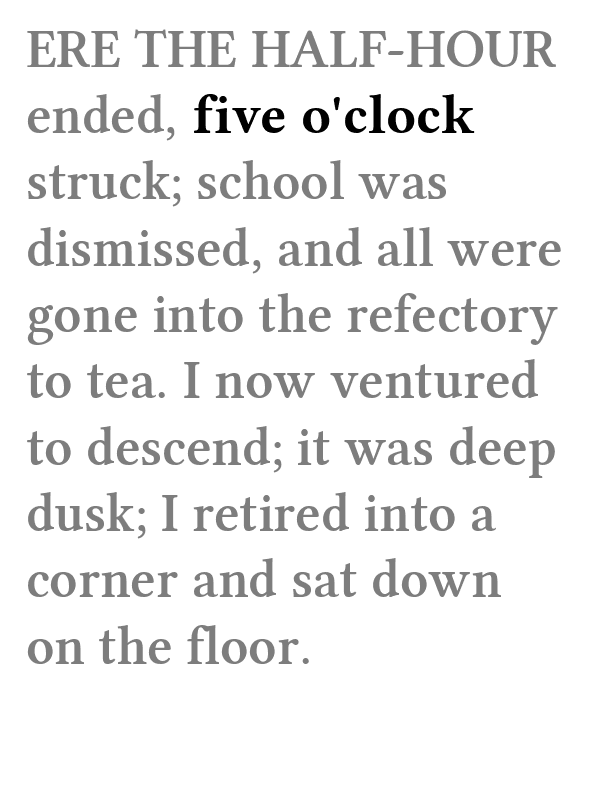 ERE THE HALF-HOUR
ended, five o'clock
struck; school was
dismissed, and all were
gone into the refectory
to tea. I now ventured
to descend; it was deep
dusk; I retired into a
corner and sat down
on the floor.